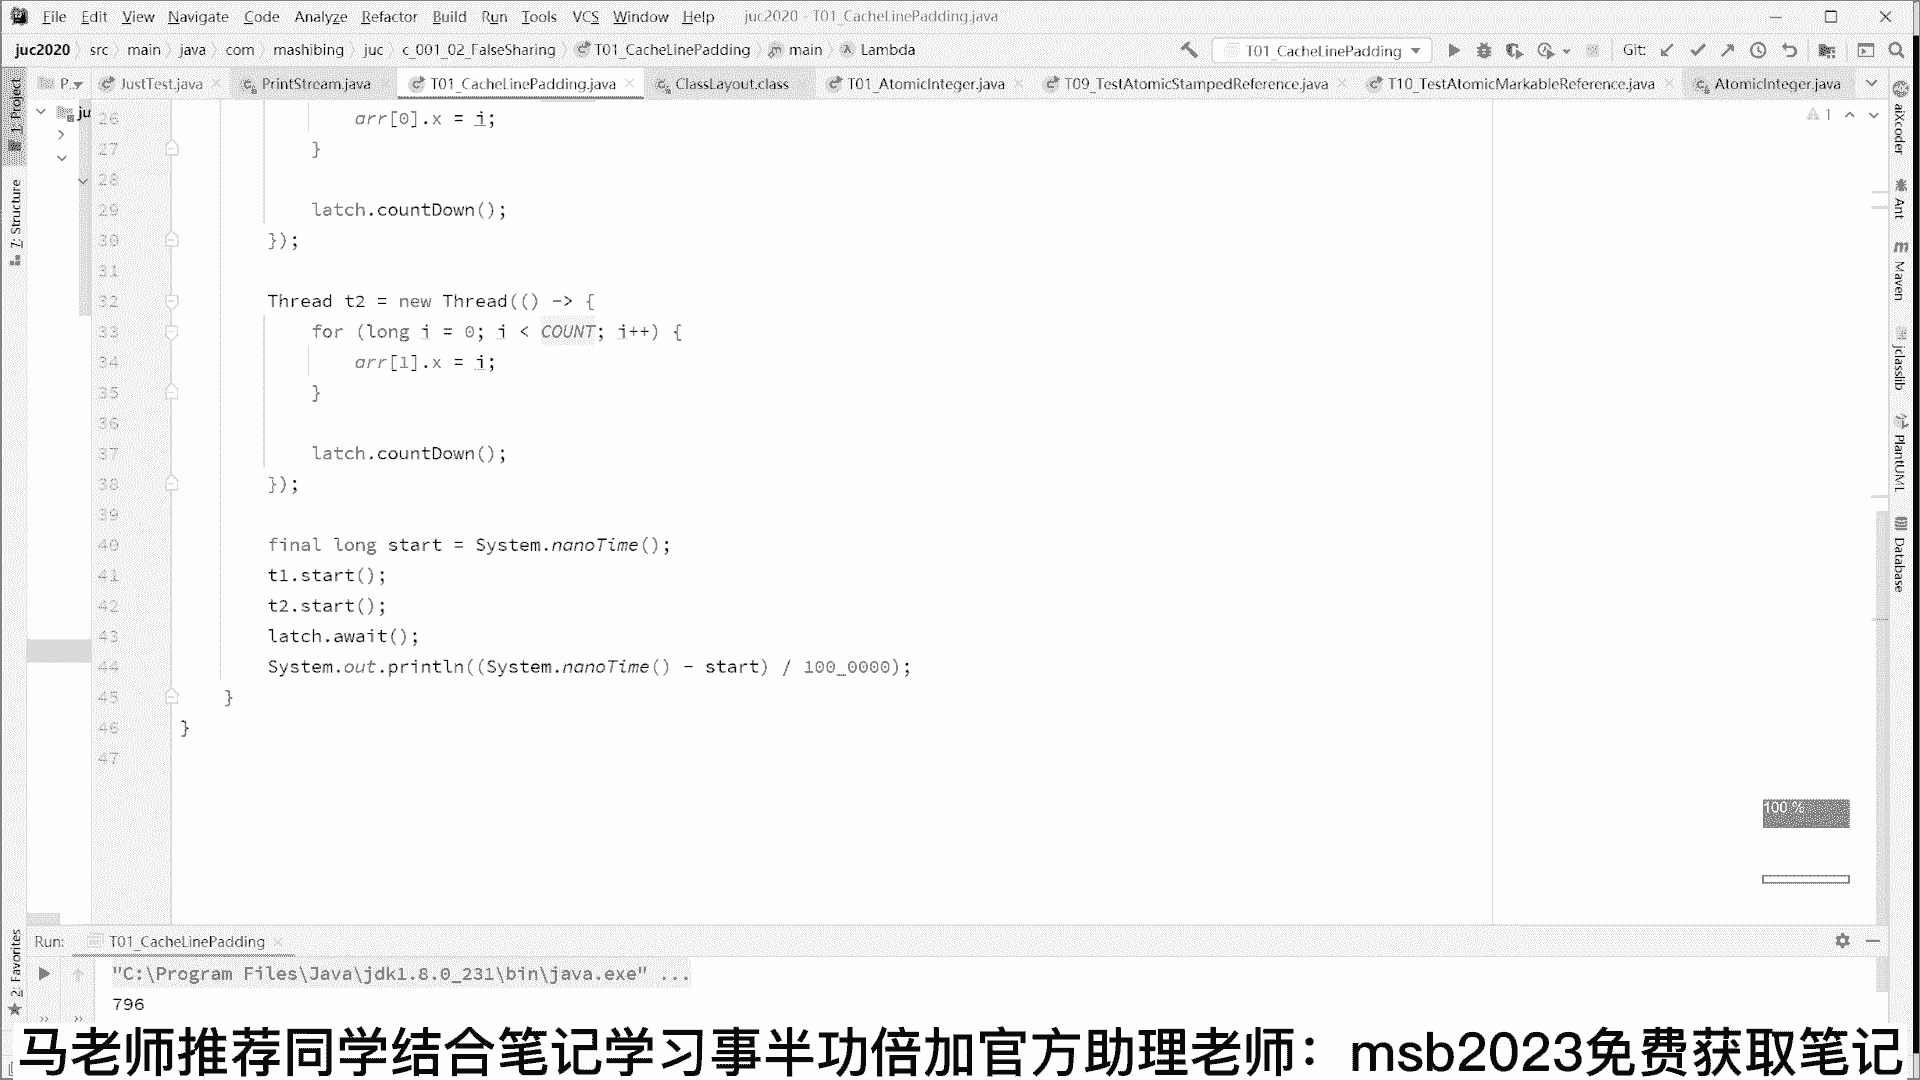 File Edit View Navigate Code Analyze Refactor Build Run Tools VCS Window Help juc2020 - T01_CacheLinePadding.java
juc2020 src main java com mashibing juc c_001_02_FalseSharing T01_CacheLinePadding main Lambda T01_CacheLinePadding Git:
P... JustTest.java PrintStream.java T01_CacheLinePadding.java ClassLayout.class T01_AtomicInteger.java T09_TestAtomicStampedReference.java T10_TestAtomicMarkableReference.java AtomicInteger.java
1: Project
7: Structure
2: Favorites
ju
26 arr[0].x = i;
27 }
28
29 latch.countDown();
30 });
31
32 Thread t2 = new Thread(() -> {
33 for (long i = 0; i < COUNT; i++) {
34 arr[1].x = i;
35 }
36
37 latch.countDown();
38 });
39
40 final long start = System.nanoTime();
41 t1.start();
42 t2.start();
43 latch.await();
44 System.out.println((System.nanoTime() - start) / 100_0000);
45 }
46 }
47
1
aiXcoder
Ant
Maven
jclasslib
PlantUML
Database
100 %
Run: T01_CacheLinePadding
"C:\Program Files\Java\jdk1.8.0_231\bin\java.exe" ...
796
马老师推荐同学结合笔记学习事半功倍加官方助理老师：msb2023免费获取笔记